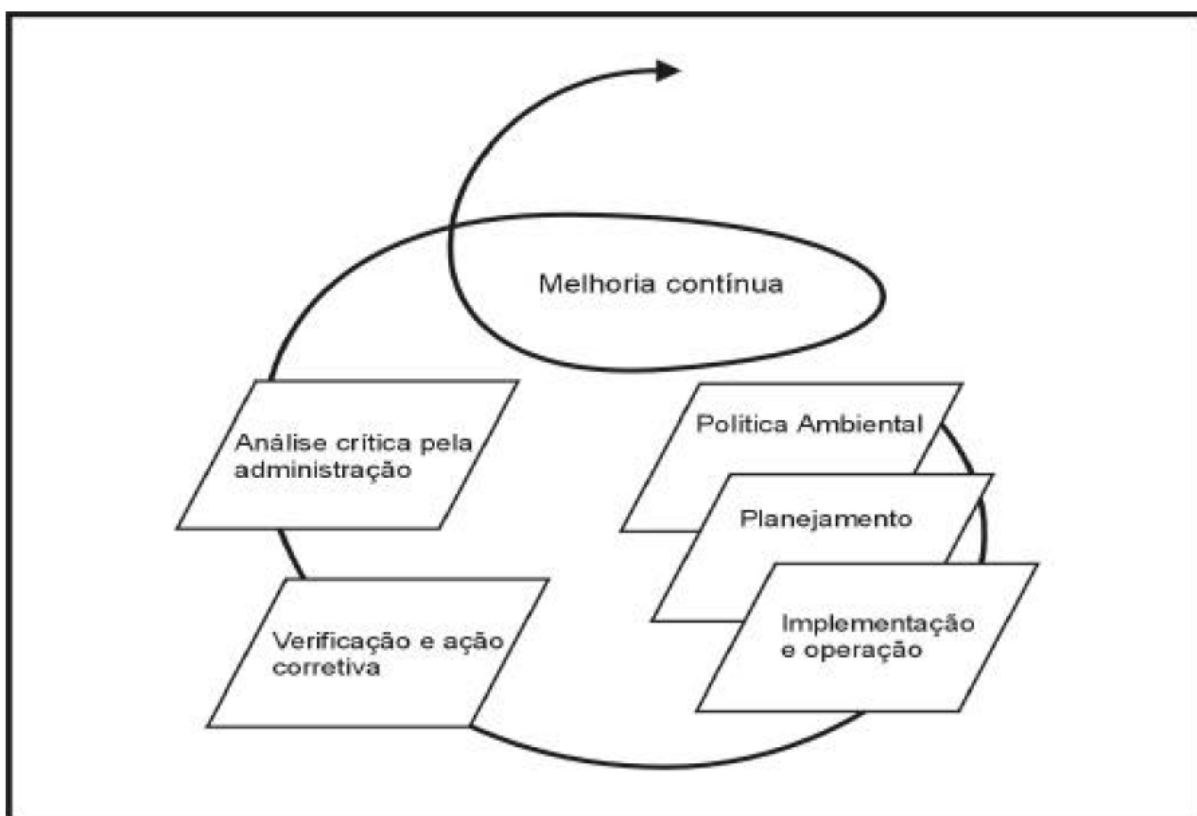 Melhoria contínua
Política Ambiental
Planejamento
Implementação
e operação
Verificação e ação
corretiva
Análise crítica pela
administração